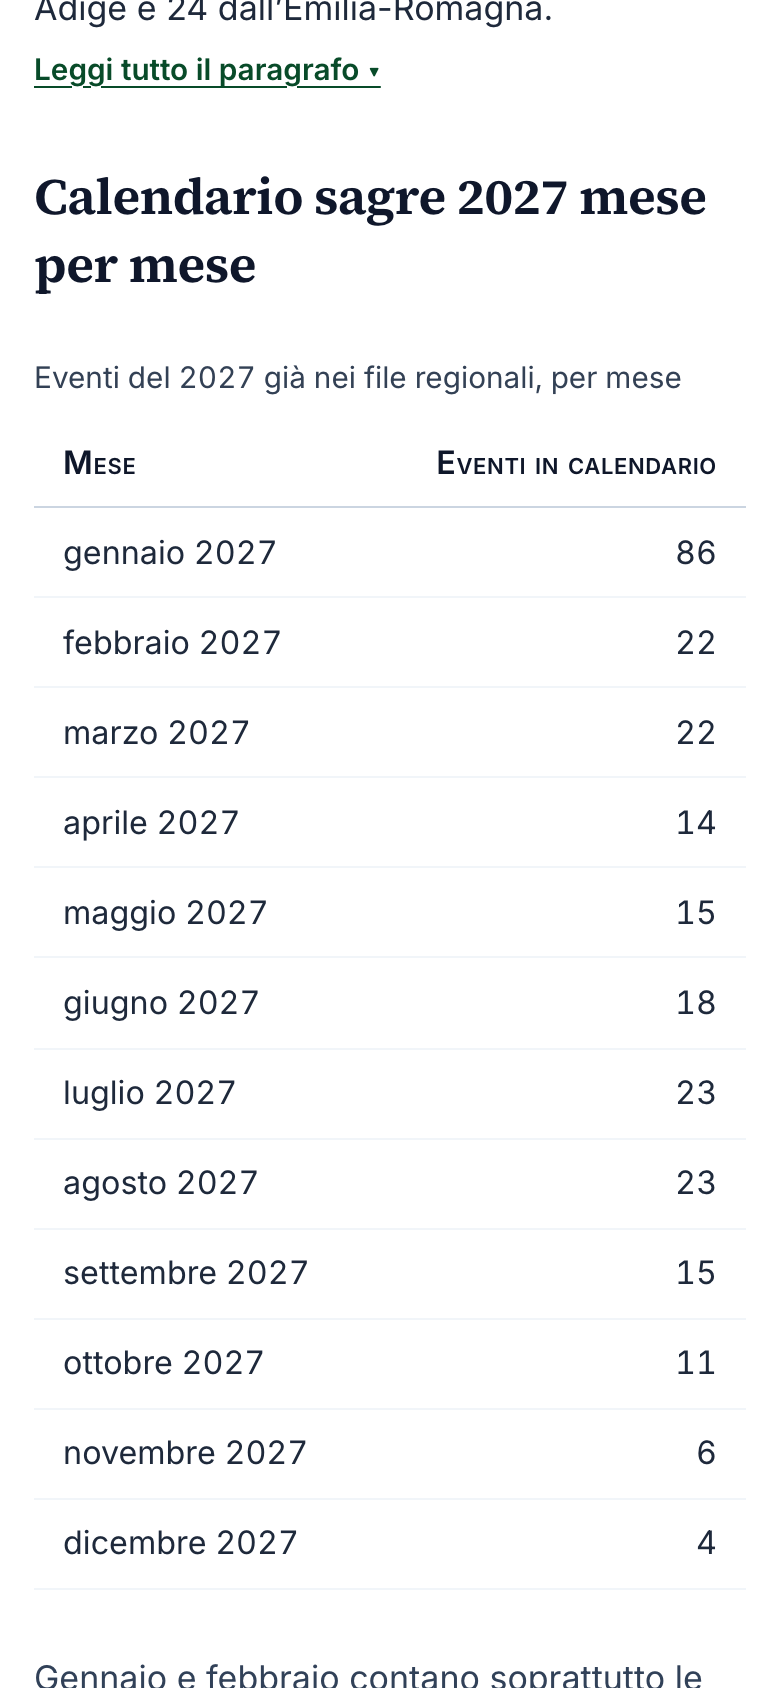 Adige e 24 dall'Emilia-Romagna.
Leggi tutto il paragrafo ▾
Calendario sagre 2027 mese
per mese
Eventi del 2027 già nei file regionali, per mese
Mese Eventi in calendario
gennaio 2027 86
febbraio 2027 22
marzo 2027 22
aprile 2027 14
maggio 2027 15
giugno 2027 18
luglio 2027 23
agosto 2027 23
settembre 2027 15
ottobre 2027 11
novembre 2027 6
dicembre 2027 4
Gennaio e febbraio contano soprattutto le